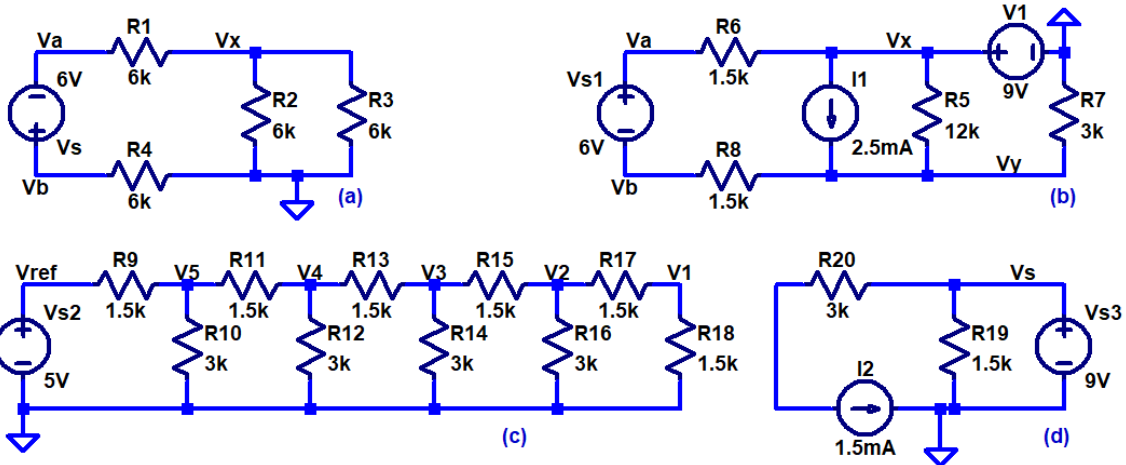 R1
Va
Vx
6k
6V
Vs
R2
6k
R3
6k
R4
Vb
6k
(a)
R6
Va
Vx
V1
1.5k
9V
Vs1
6V
I1
2.5mA
R5
12k
R7
3k
R8
Vb
1.5k
Vy
(b)
Vref
R9
V5
R11
V4
R13
V3
R15
V2
R17
V1
1.5k
1.5k
1.5k
1.5k
1.5k
Vs2
5V
R10
3k
R12
3k
R14
3k
R16
3k
R18
1.5k
(c)
R20
3k
Vs
R19
1.5k
Vs3
9V
I2
1.5mA
(d)